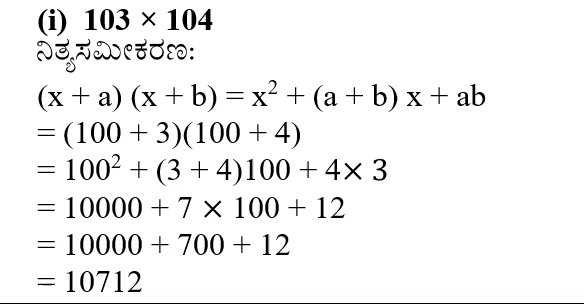 (i) 103 × 104
ನಿತ್ಯಸಮೀಕರಣ:
(x + a) (x + b) = x² + (a + b) x + ab
= (100 + 3)(100 + 4)
= 100² + (3 + 4)100 + 4× 3
= 10000 + 7 × 100 + 12
= 10000 + 700 + 12
= 10712